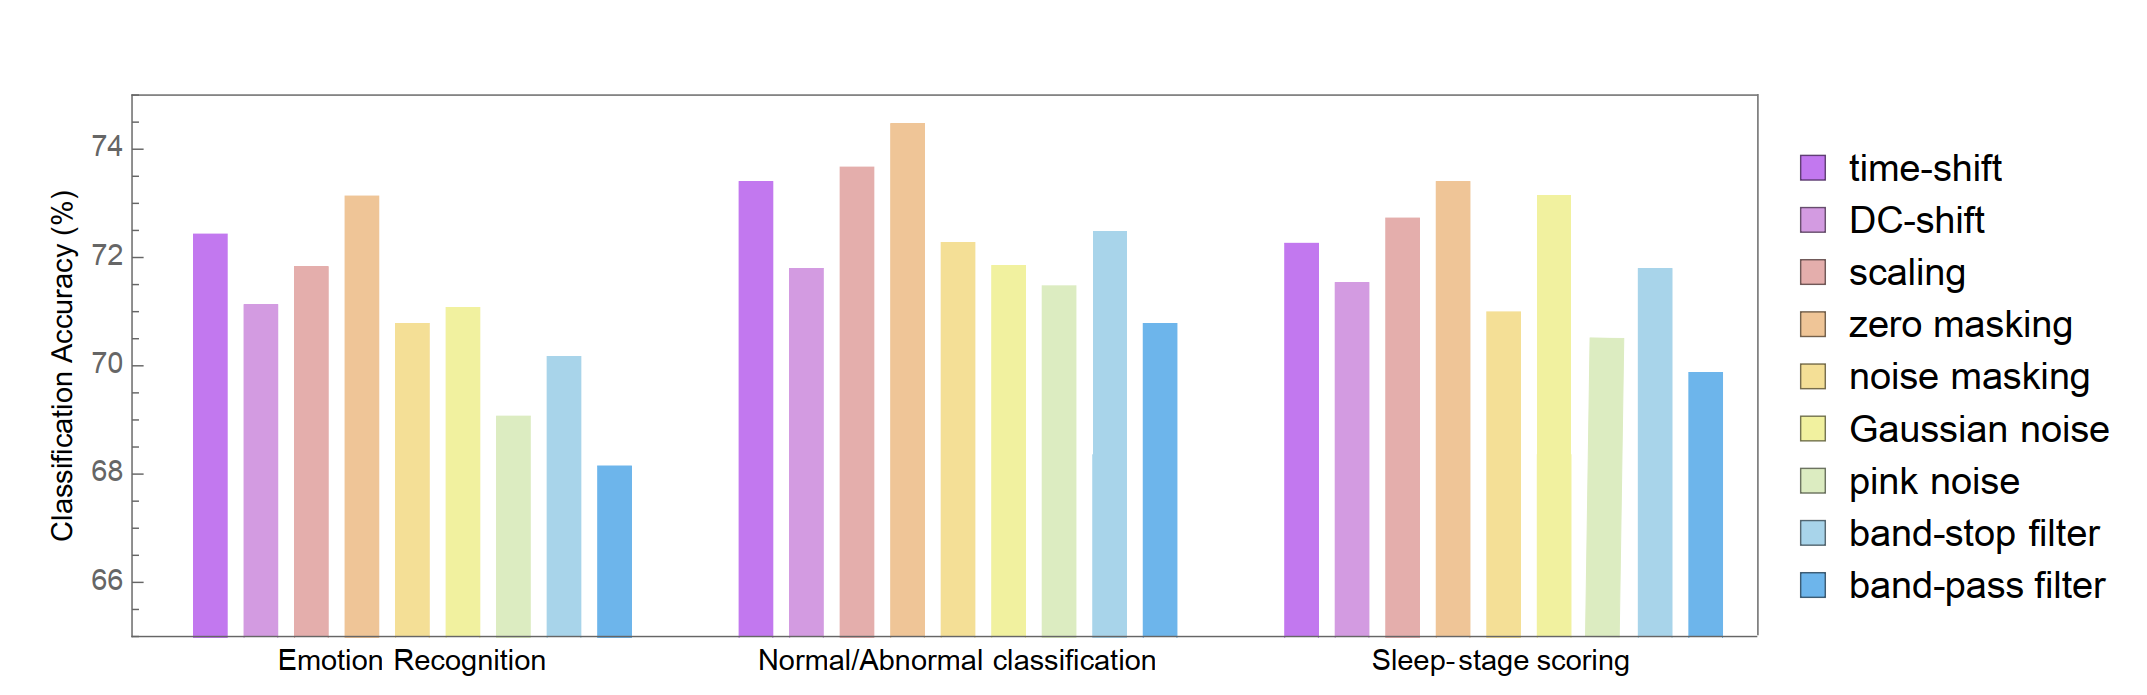 Classification Accuracy (%)
74
72
70
68
66
Emotion Recognition
Normal/Abnormal classification
Sleep-stage scoring
time-shift
DC-shift
scaling
zero masking
noise masking
Gaussian noise
pink noise
band-stop filter
band-pass filter